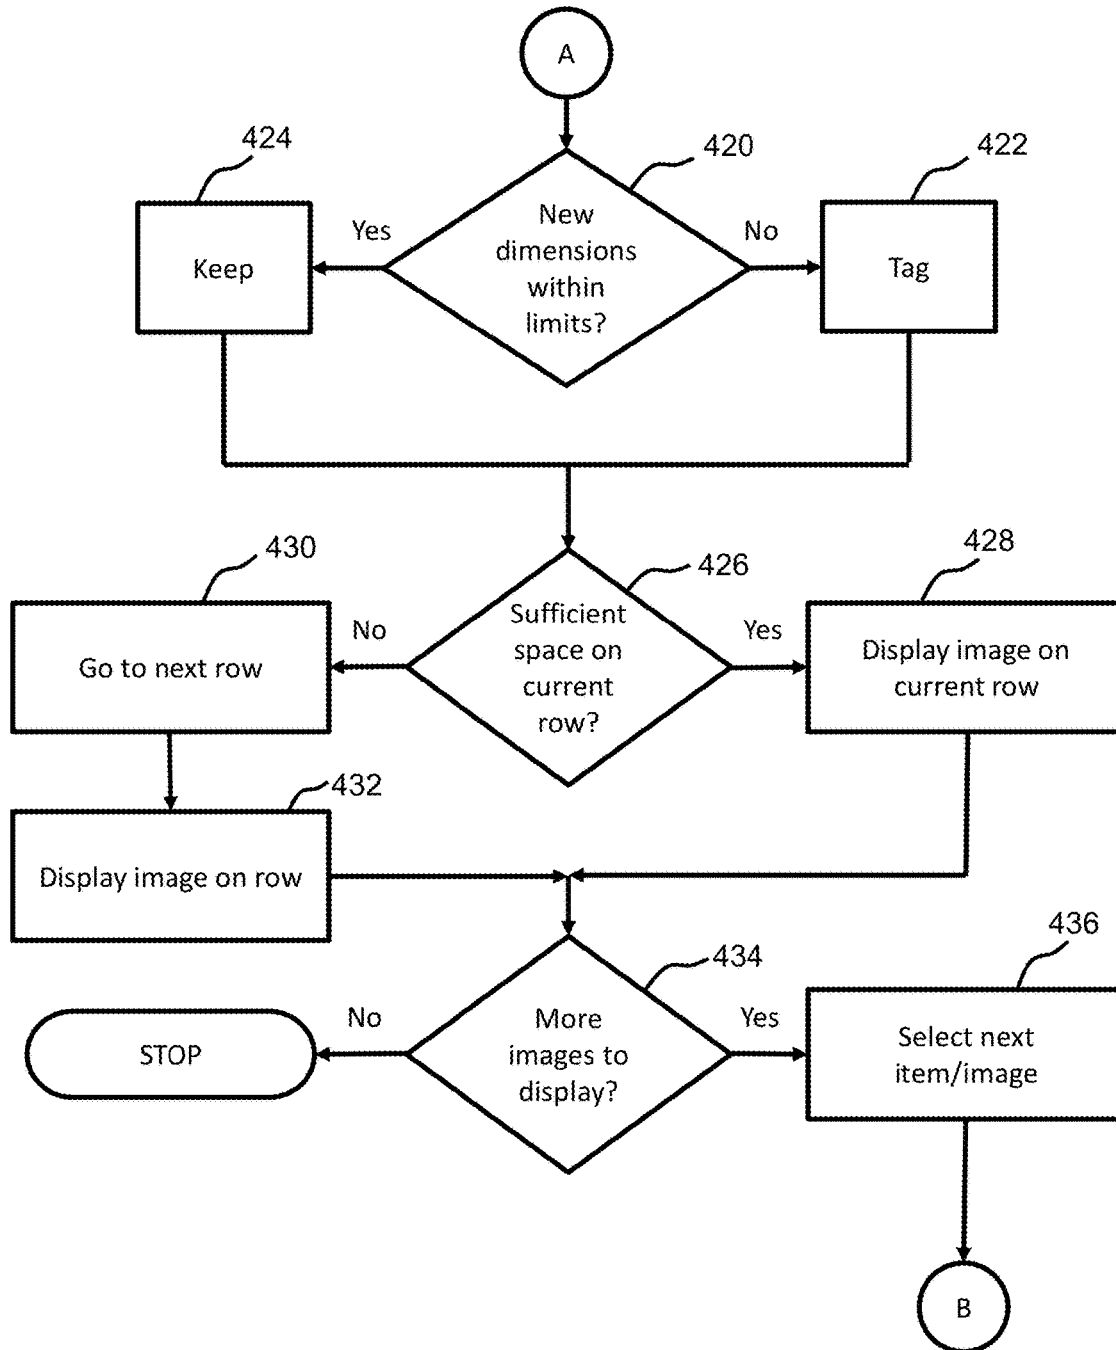 A
424
420
422
Yes
No
Keep
New
dimensions
within
limits?
Tag
430
426
428
No
Yes
Go to next row
Sufficient
space on
current
row?
Display image on
current row
432
Display image on row
434
436
No
Yes
STOP
More
images to
display?
Select next
item/image
B